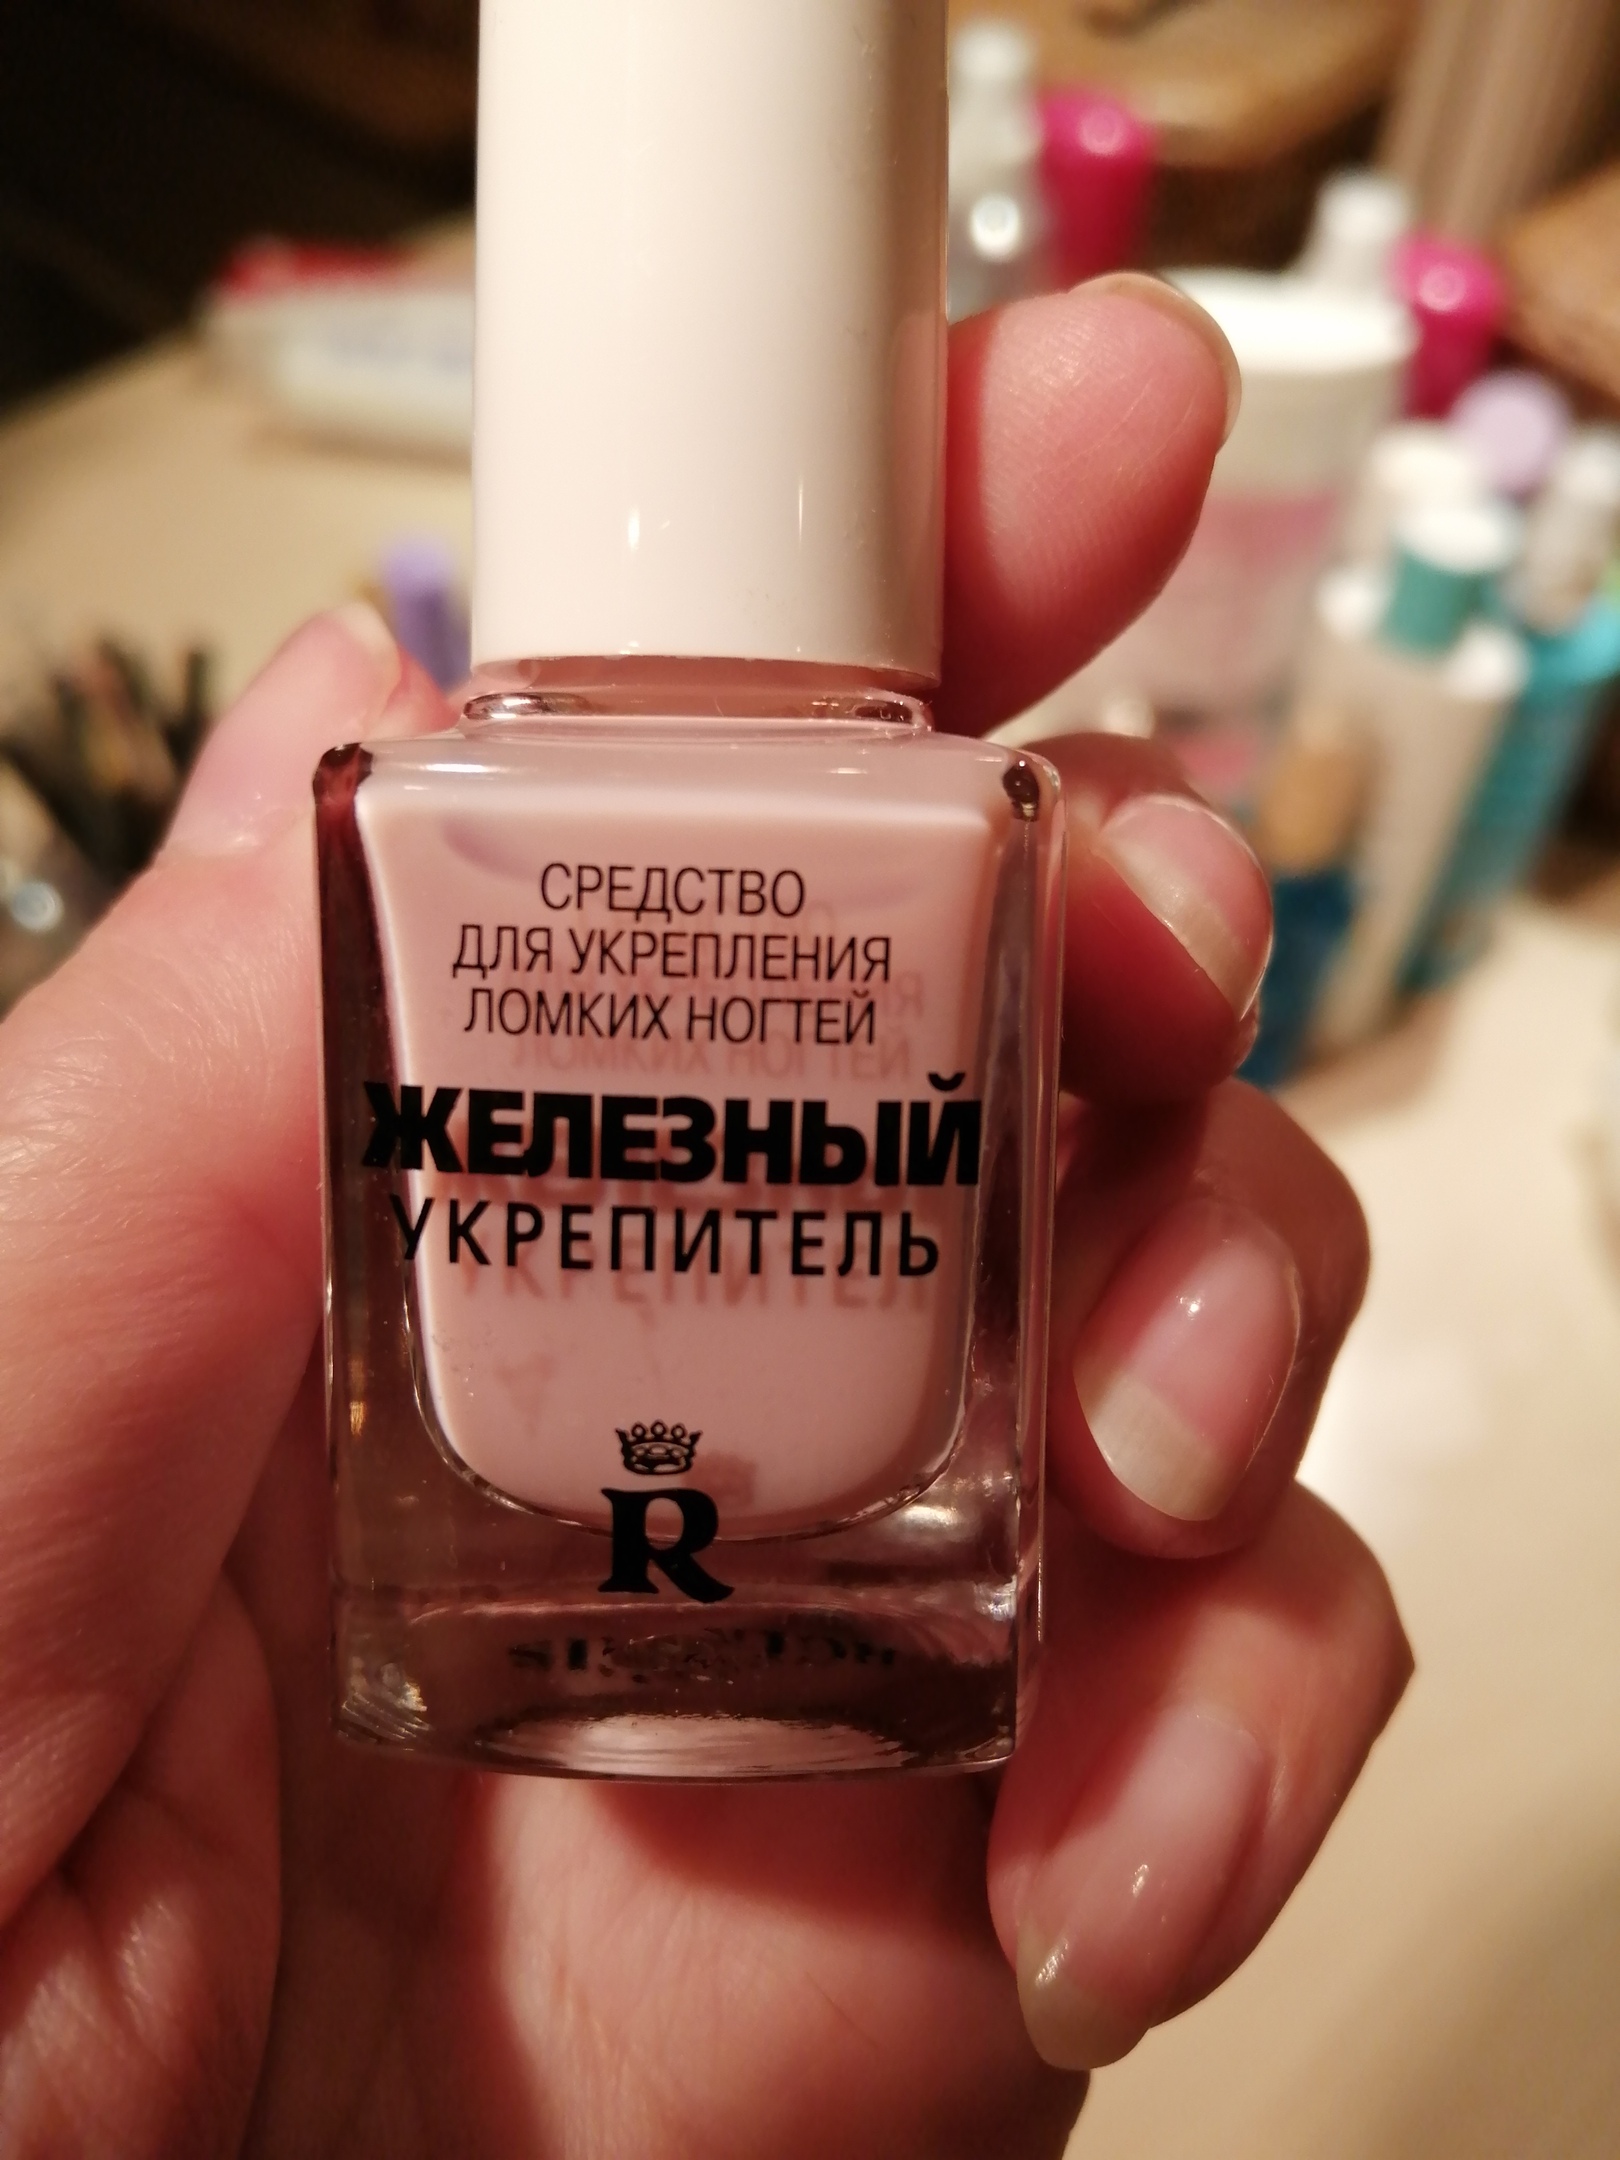 СРЕДСТВО
ДЛЯ УКРЕПЛЕНИЯ
ЛОМКИХ НОГТЕЙ
ЖЕЛЕЗНЫЙ
УКРЕПИТЕЛЬ
R